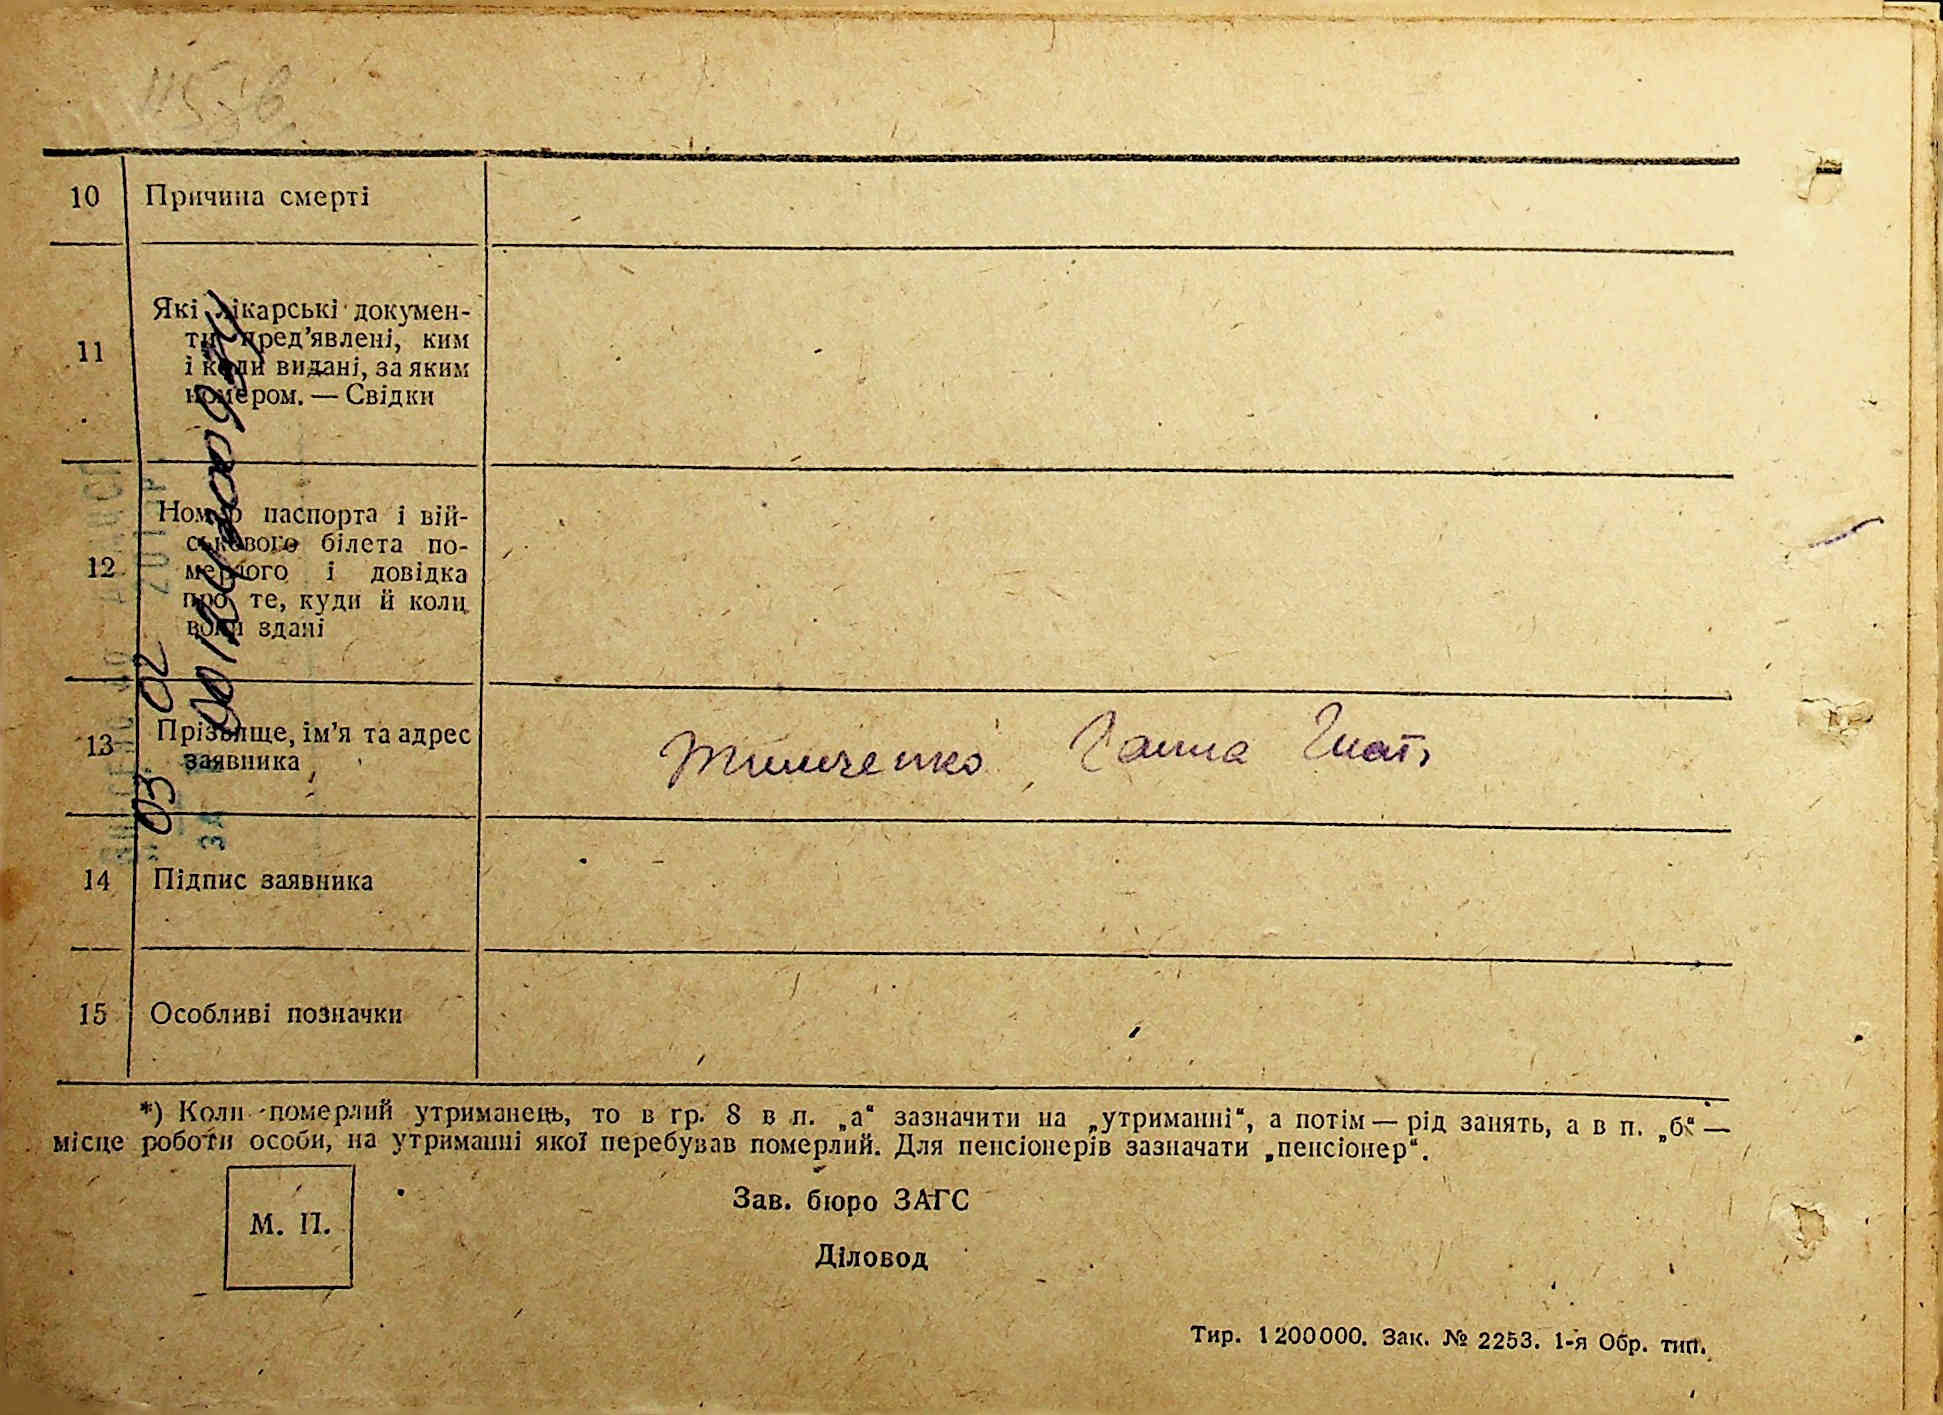 10 Причина смерті
11 Які лікарські докумен-
ти пред’явлені, ким
і коли видані, за яким
номером. — Свідки
12 Номер паспорта і вій-
ськового білета по-
мерлого і довідка
про те, куди й коли
вони здані
13 Прізвище, ім’я та адрес
заявника
Ганна Гнат.
14 Підпис заявника
15 Особливі позначки
*) Коли померлий утриманець, то в гр. 8 в п. „а“ зазначити на „утриманні“, а потім — рід занять, а в п. „б“ —
місце роботи особи, на утриманні якої перебував померлий. Для пенсіонерів зазначати „пенсіонер“.
М. П.
Зав. бюро ЗАГС
Діловод
Тир. 1200000. Зак. № 2253. 1-я Обр. тип.